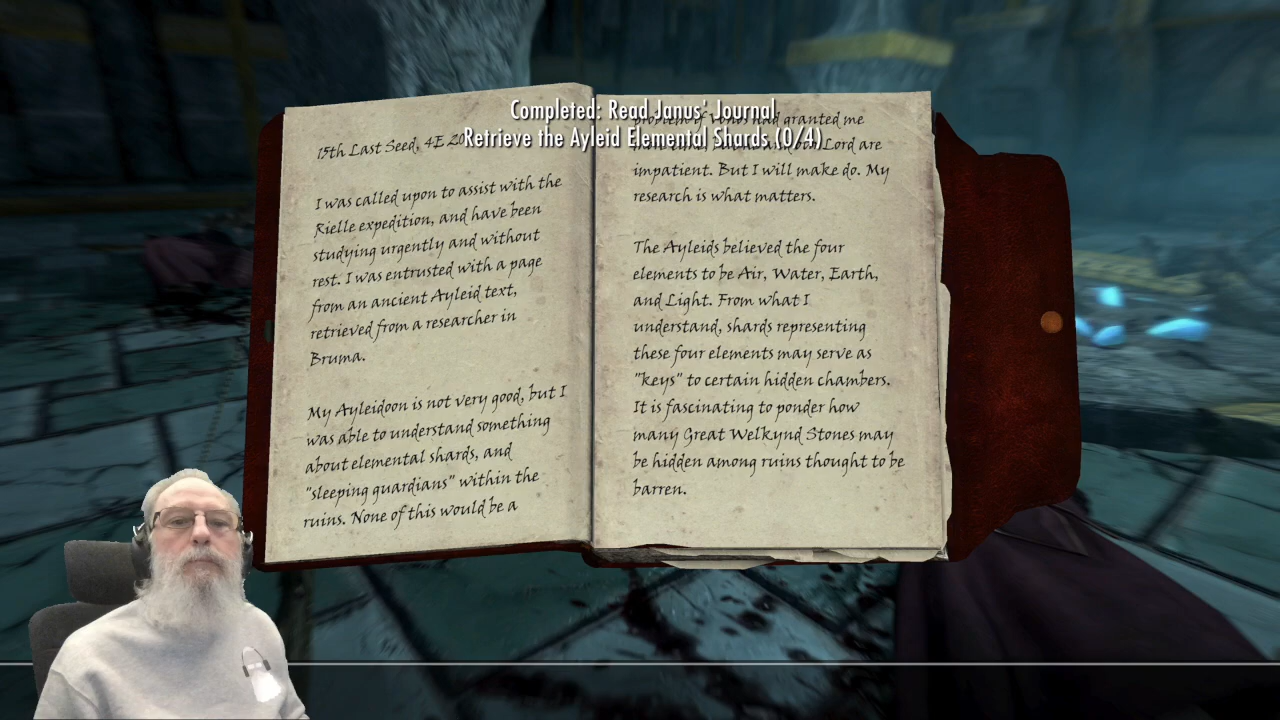 Completed: Read Janus' Journal
Retrieve the Ayleid Elemental Shards (0/4)
15th Last Seed, 4E
I was called upon to assist with the
Rielle expedition, and have been
studying urgently and without
rest. I was entrusted with a page
from an ancient Ayleid text,
retrieved from a researcher in
Bruma.
My Ayleidoon is not very good, but I
was able to understand something
about elemental shards, and
"sleeping guardians" within the
ruins. None of this would be a
problem if had granted me
Lord are
impatient. But I will make do. My
research is what matters.
The Ayleids believed the four
elements to be Air, Water, Earth,
and Light. From what I
understand, shards representing
these four elements may serve as
"keys" to certain hidden chambers.
It is fascinating to ponder how
many Great Welkynd Stones may
be hidden among ruins thought to be
barren.